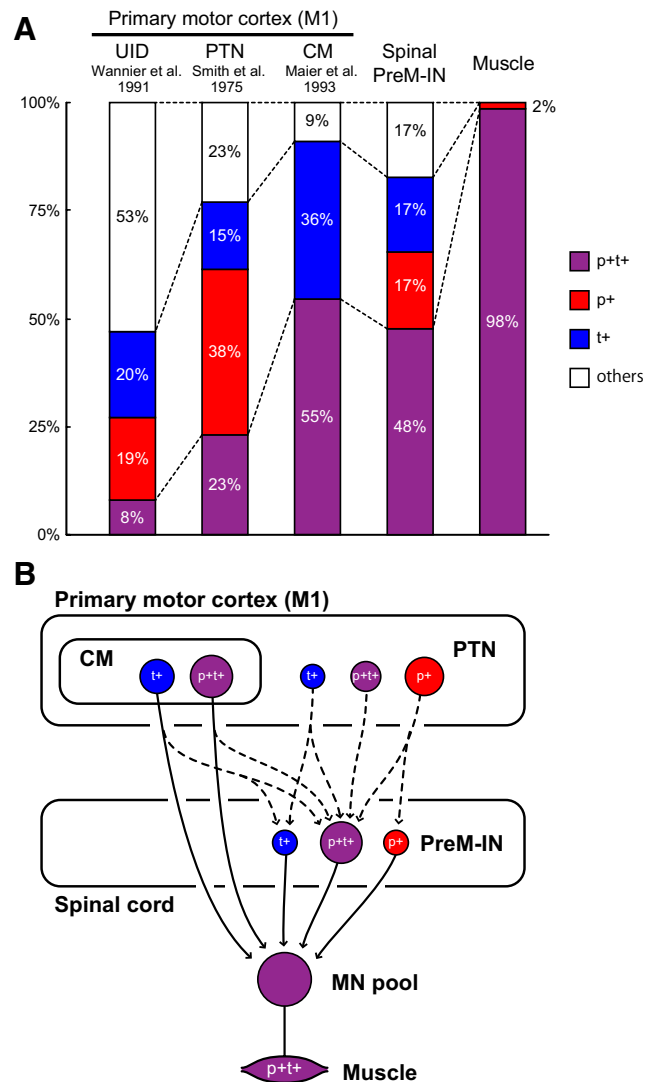 A
Primary motor cortex (M1)
UID
Wannier et al.
1991
PTN
Smith et al.
1975
CM
Maier et al.
1993
Spinal
PreM-IN
Muscle
100%
75%
50%
25%
0%
53%
20%
19%
8%
23%
15%
38%
23%
9%
36%
55%
17%
17%
17%
48%
2%
98%
p+t+
p+
t+
others
B
Primary motor cortex (M1)
CM
t+
p+t+
t+
p+t+
p+
PTN
t+
p+t+
p+
PreM-IN
Spinal cord
MN pool
p+t+
Muscle